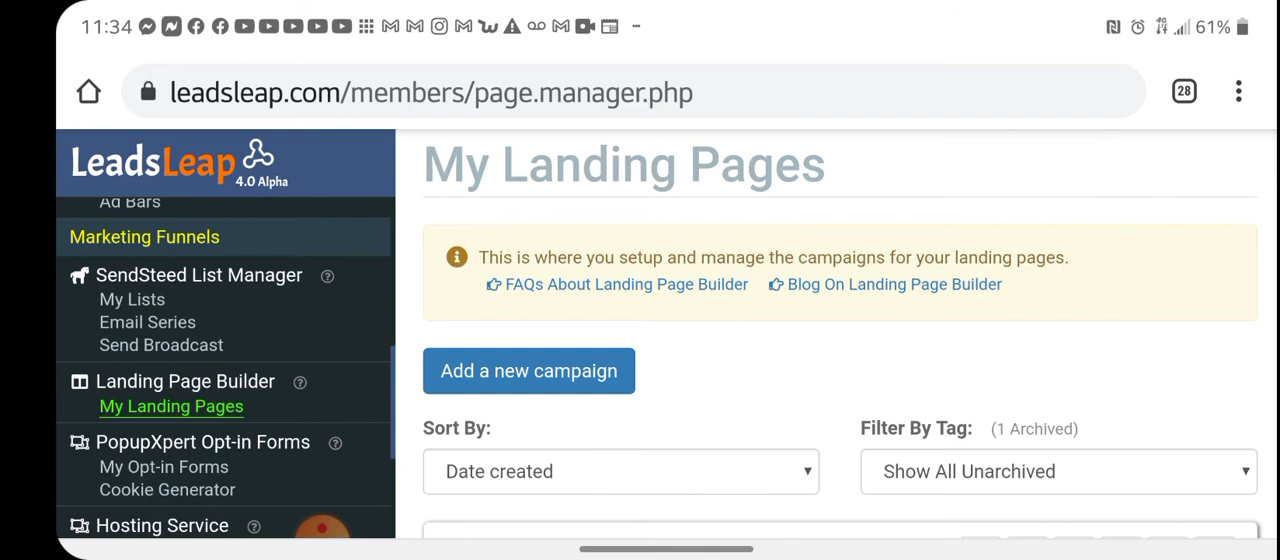 11:34
61%
leadsleap.com/members/page.manager.php
28
LeadsLeap
4.0 Alpha
Ad Bars
Marketing Funnels
SendSteed List Manager
My Lists
Email Series
Send Broadcast
Landing Page Builder
My Landing Pages
PopupXpert Opt-in Forms
My Opt-in Forms
Cookie Generator
Hosting Service
My Landing Pages
This is where you setup and manage the campaigns for your landing pages.
FAQs About Landing Page Builder Blog On Landing Page Builder
Add a new campaign
Sort By:
Date created
Filter By Tag: (1 Archived)
Show All Unarchived